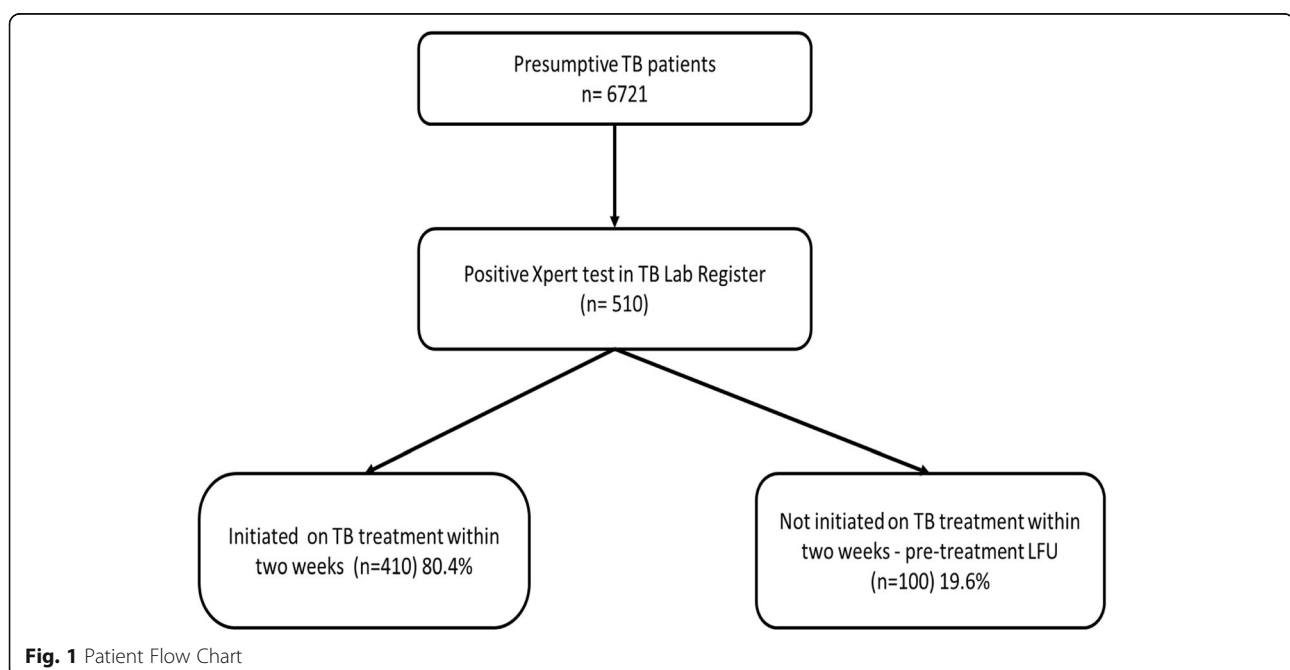 Presumptive TB patients
n= 6721
Positive Xpert test in TB Lab Register
(n= 510)
Initiated on TB treatment within
two weeks (n=410) 80.4%
Not initiated on TB treatment within
two weeks - pre-treatment LFU
(n=100) 19.6%
Fig. 1 Patient Flow Chart